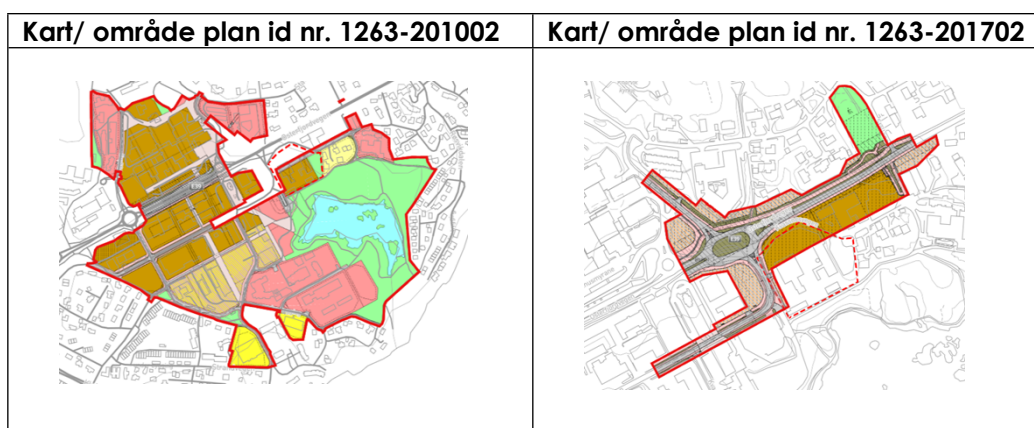 Kart/ område plan id nr. 1263-201002
Kart/ område plan id nr. 1263-201702